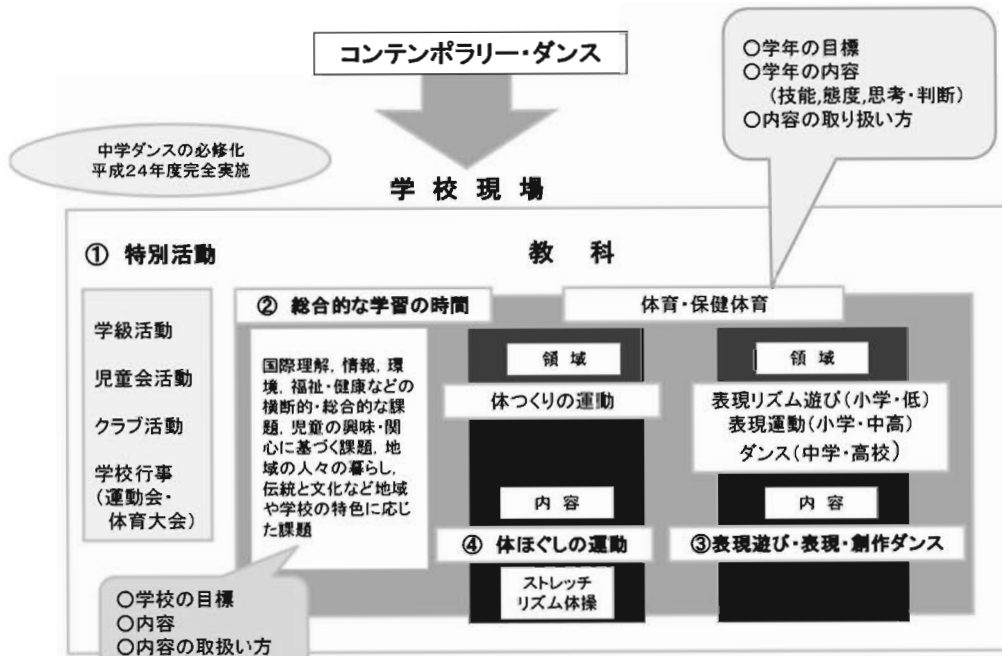 コンテンポラリー・ダンス
○学年の目標
○学年の内容
(技能,態度,思考・判断)
○内容の取り扱い方
中学ダンスの必修化
平成24年度完全実施
学校現場
① 特別活動
教科
学級活動
児童会活動
クラブ活動
学校行事
(運動会・
体育大会)
② 総合的な学習の時間
国際理解, 情報, 環
境, 福祉・健康などの
横断的・総合的な課
題, 児童の興味・関
心に基づく課題, 地
域の人々の暮らし,
伝統と文化など地域
や学校の特色に応じ
た課題
○学校の目標
○内容
○内容の取扱い方
体育・保健体育
領域
体つくりの運動
内容
④ 体ほぐしの運動
ストレッチ
リズム体操
領域
表現リズム遊び(小学・低)
表現運動(小学・中高)
ダンス(中学・高校)
内容
③表現遊び・表現・創作ダンス